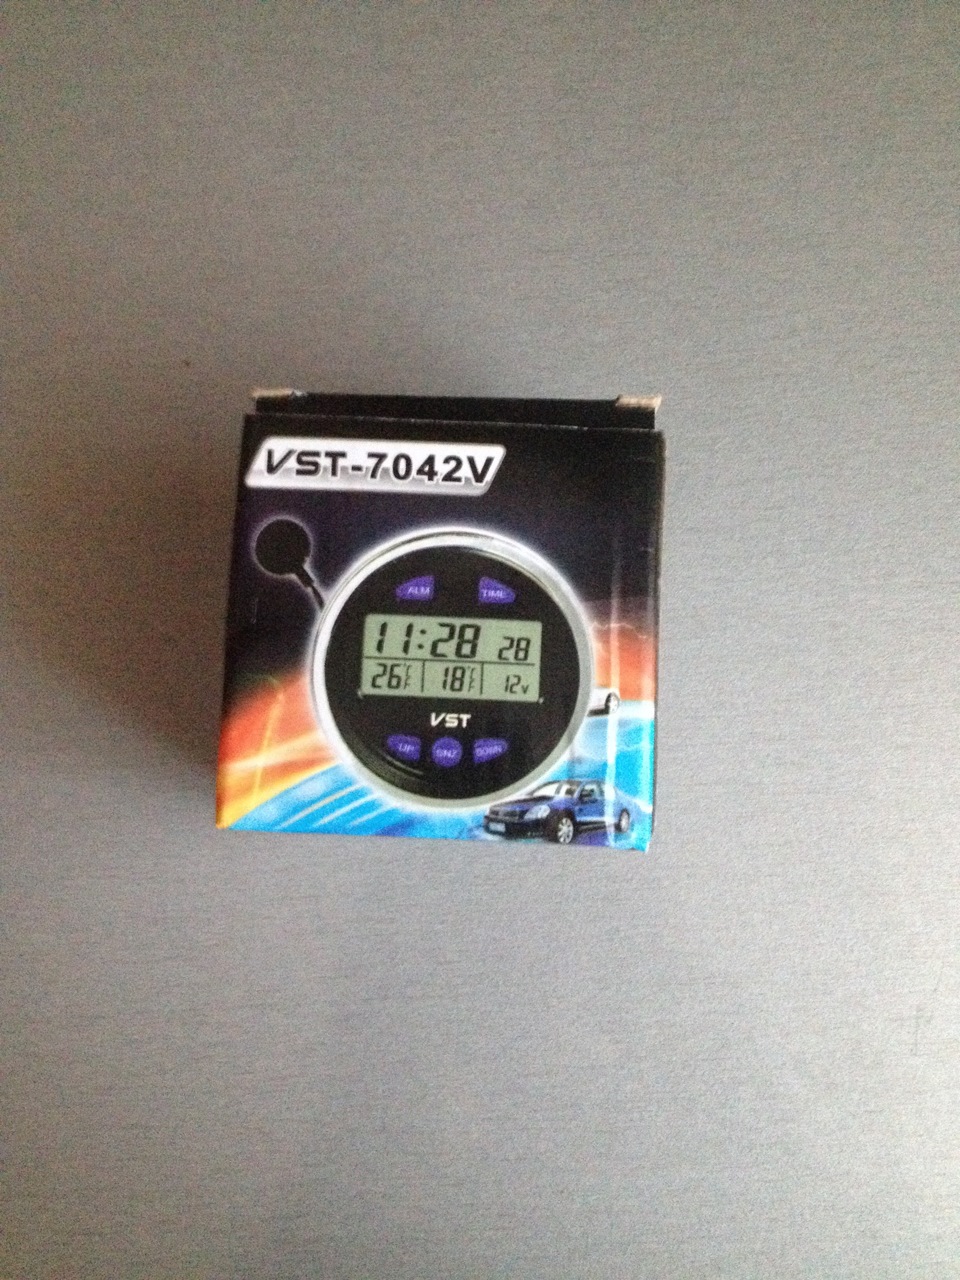 VST-7042V
ALM TIME
11:28 28
26°C°F 18°C°F 12v
VST
UP SNZ DOWN